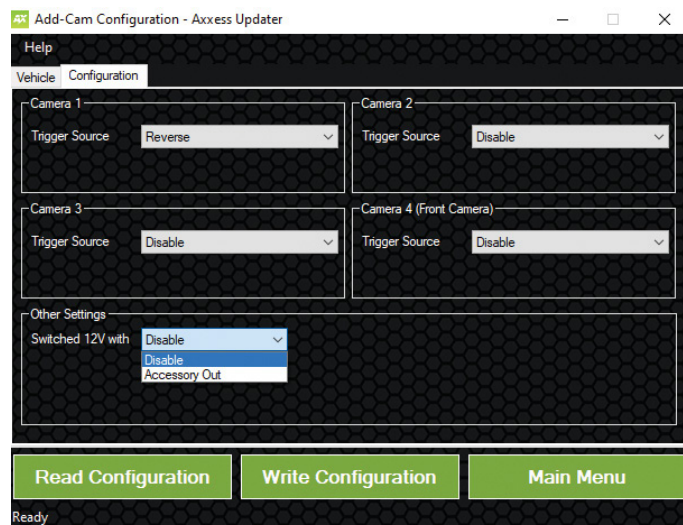 AX Add-Cam Configuration - Axxess Updater
Help
Vehicle Configuration
Camera 1
Trigger Source Reverse
Camera 2
Trigger Source Disable
Camera 3
Trigger Source Disable
Camera 4 (Front Camera)
Trigger Source Disable
Other Settings
Switched 12V with Disable
Disable
Accessory Out
Read Configuration Write Configuration Main Menu
Ready